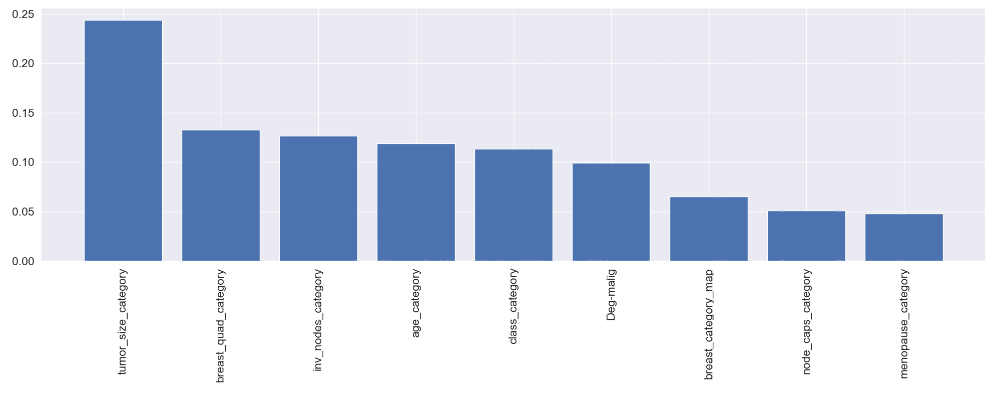 0.25
0.20
0.15
0.10
0.05
0.00
tumor_size_category
breast_quad_category
inv_nodes_category
age_category
class_category
Deg-malig
breast_category_map
node_caps_category
menopause_category